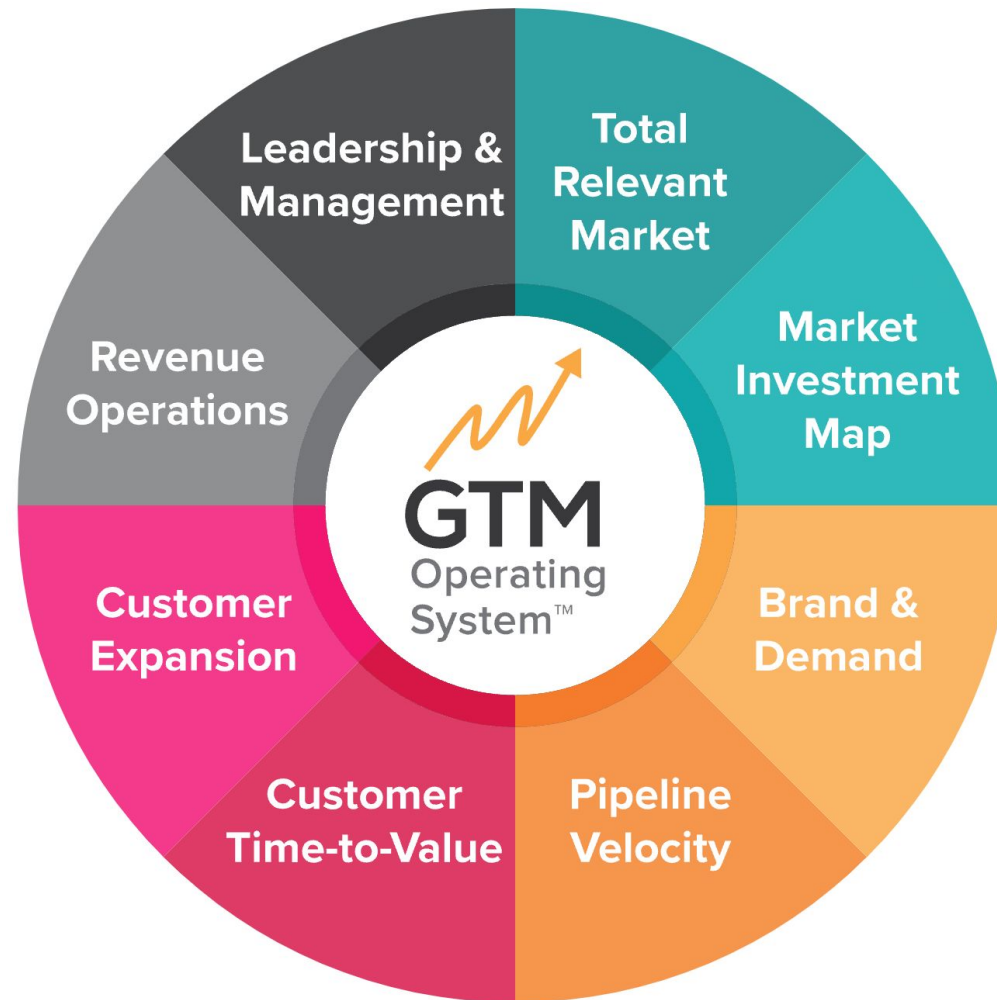 Total
Relevant
Market
Market
Investment
Map
Brand &
Demand
Pipeline
Velocity
Customer
Time-to-Value
Customer
Expansion
Revenue
Operations
Leadership &
Management
GTM
Operating
System™